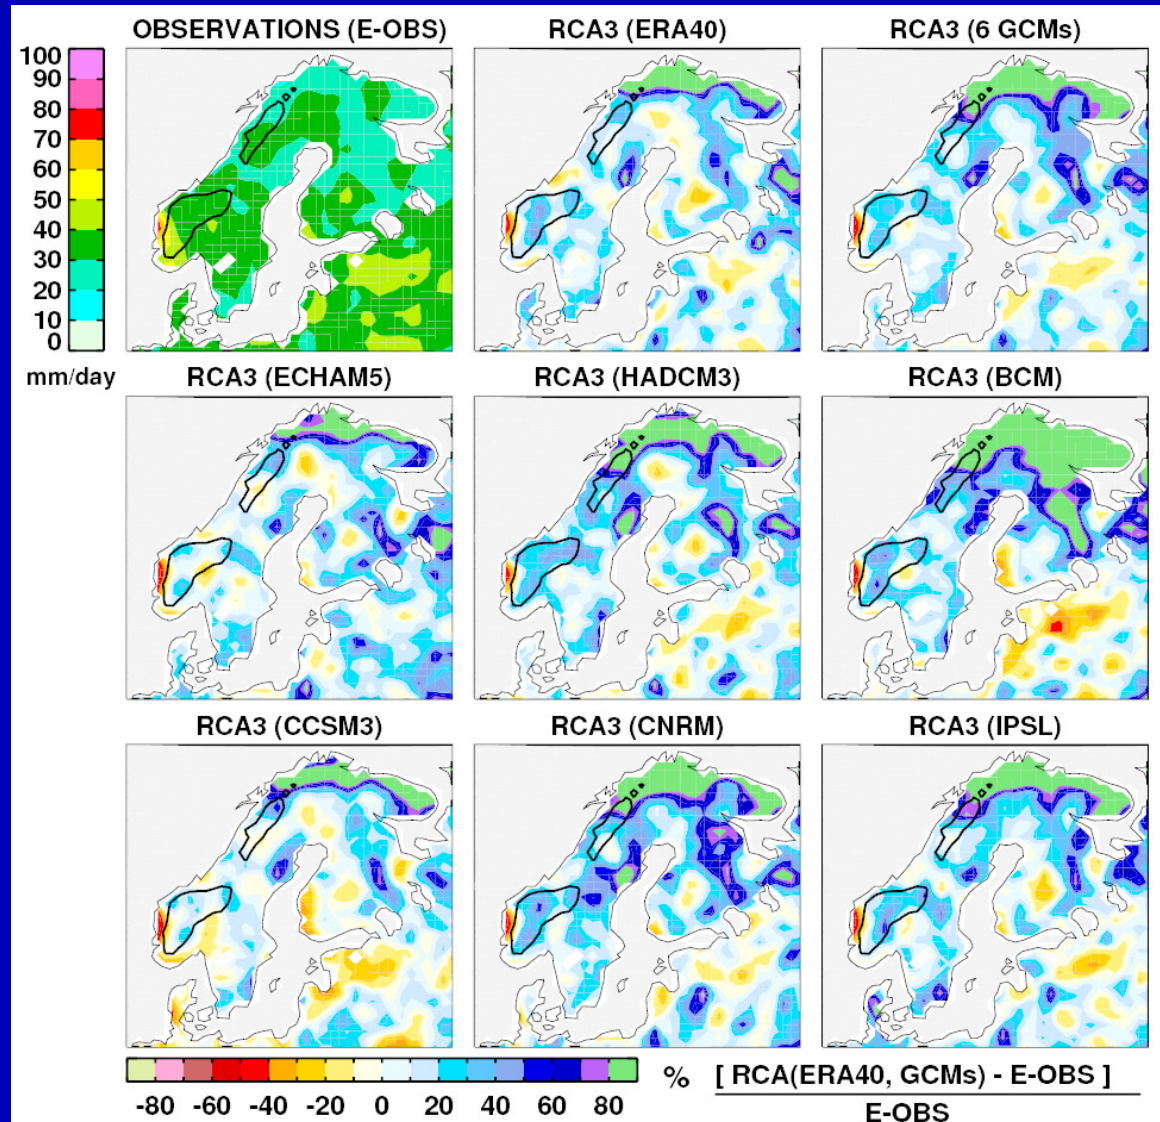 OBSERVATIONS (E-OBS) RCA3 (ERA40) RCA3 (6 GCMs)
100
90
80
70
60
50
40
30
20
10
0
mm/day
RCA3 (ECHAM5) RCA3 (HADCM3) RCA3 (BCM)
RCA3 (CCSM3) RCA3 (CNRM) RCA3 (IPSL)
-80 -60 -40 -20 0 20 40 60 80
% [ RCA(ERA40, GCMs) - E-OBS ]
E-OBS